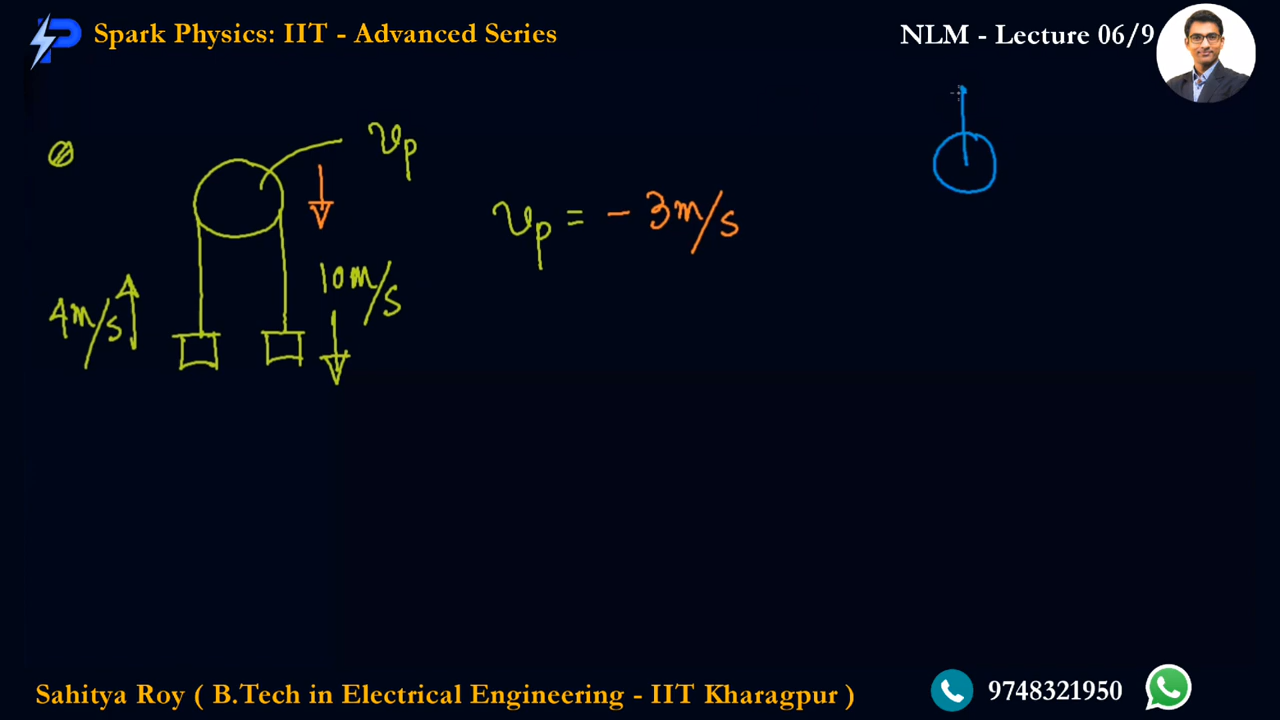 Spark Physics: IIT - Advanced Series
NLM - Lecture 06/9
vp
vp = - 3m/s
10m/s
4m/s
Sahitya Roy ( B.Tech in Electrical Engineering - IIT Kharagpur )
9748321950